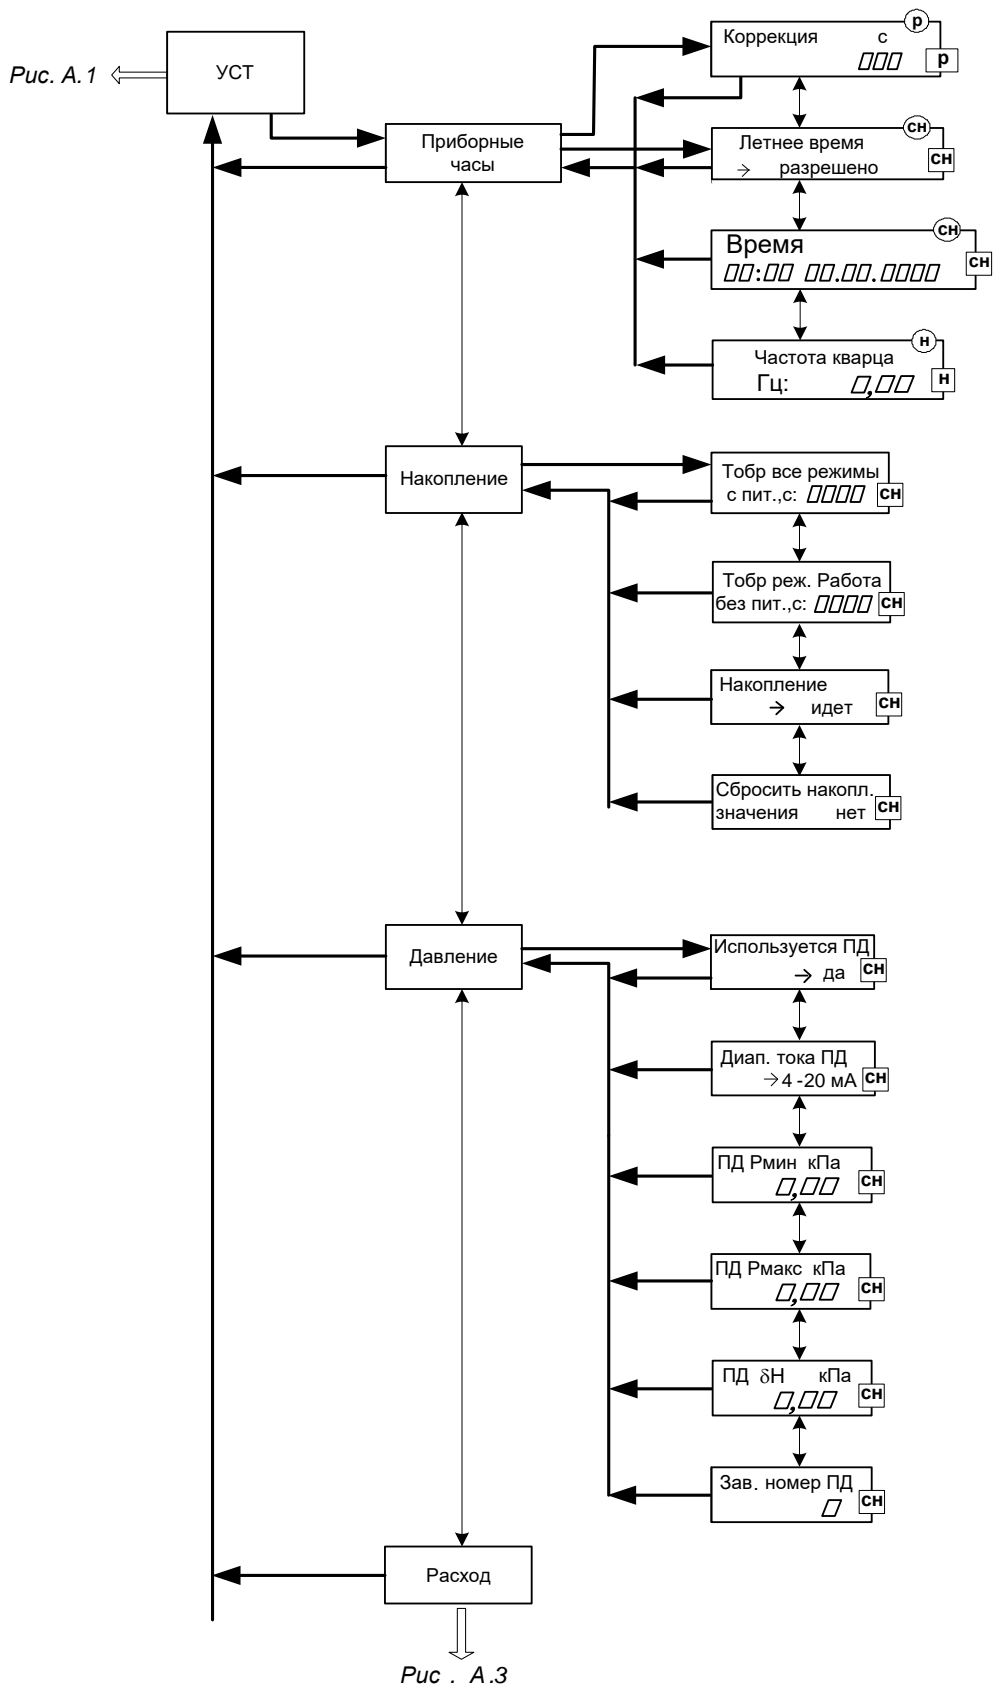 Рис. А.1
УСТ
Приборные
часы
Коррекция с
000
р
р
Летнее время
→ разрешено
сн
сн
Время
00:00 00.00.0000
сн
сн
Частота кварца
Гц: 0,00
н
н
Накопление
Тобр все режимы
с пит.,с: 0000
сн
Тобр реж. Работа
без пит.,с: 0000
сн
Накопление
→ идет
сн
Сбросить накопл.
значения нет
сн
Давление
Используется ПД
→ да
сн
Диап. тока ПД
→4-20 мА
сн
ПД Рмин кПа
0,00
сн
ПД Рмакс кПа
0,00
сн
ПД δН кПа
0,00
сн
Зав. номер ПД
0
сн
Расход
Рис . А.3